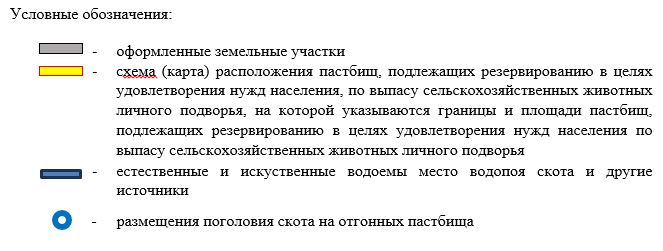 Условные обозначения:
- оформленные земельные участки
- схема (карта) расположения пастбищ, подлежащих резервированию в целях
удовлетворения нужд населения, по выпасу сельскохозяйственных животных
личного подворья, на которой указываются границы и площади пастбищ,
подлежащих резервированию в целях удовлетворения нужд населения по
выпасу сельскохозяйственных животных личного подворья
- естественные и искуственные водоемы место водопоя скота и другие
источники
- размещения поголовия скота на отгонных пастбища